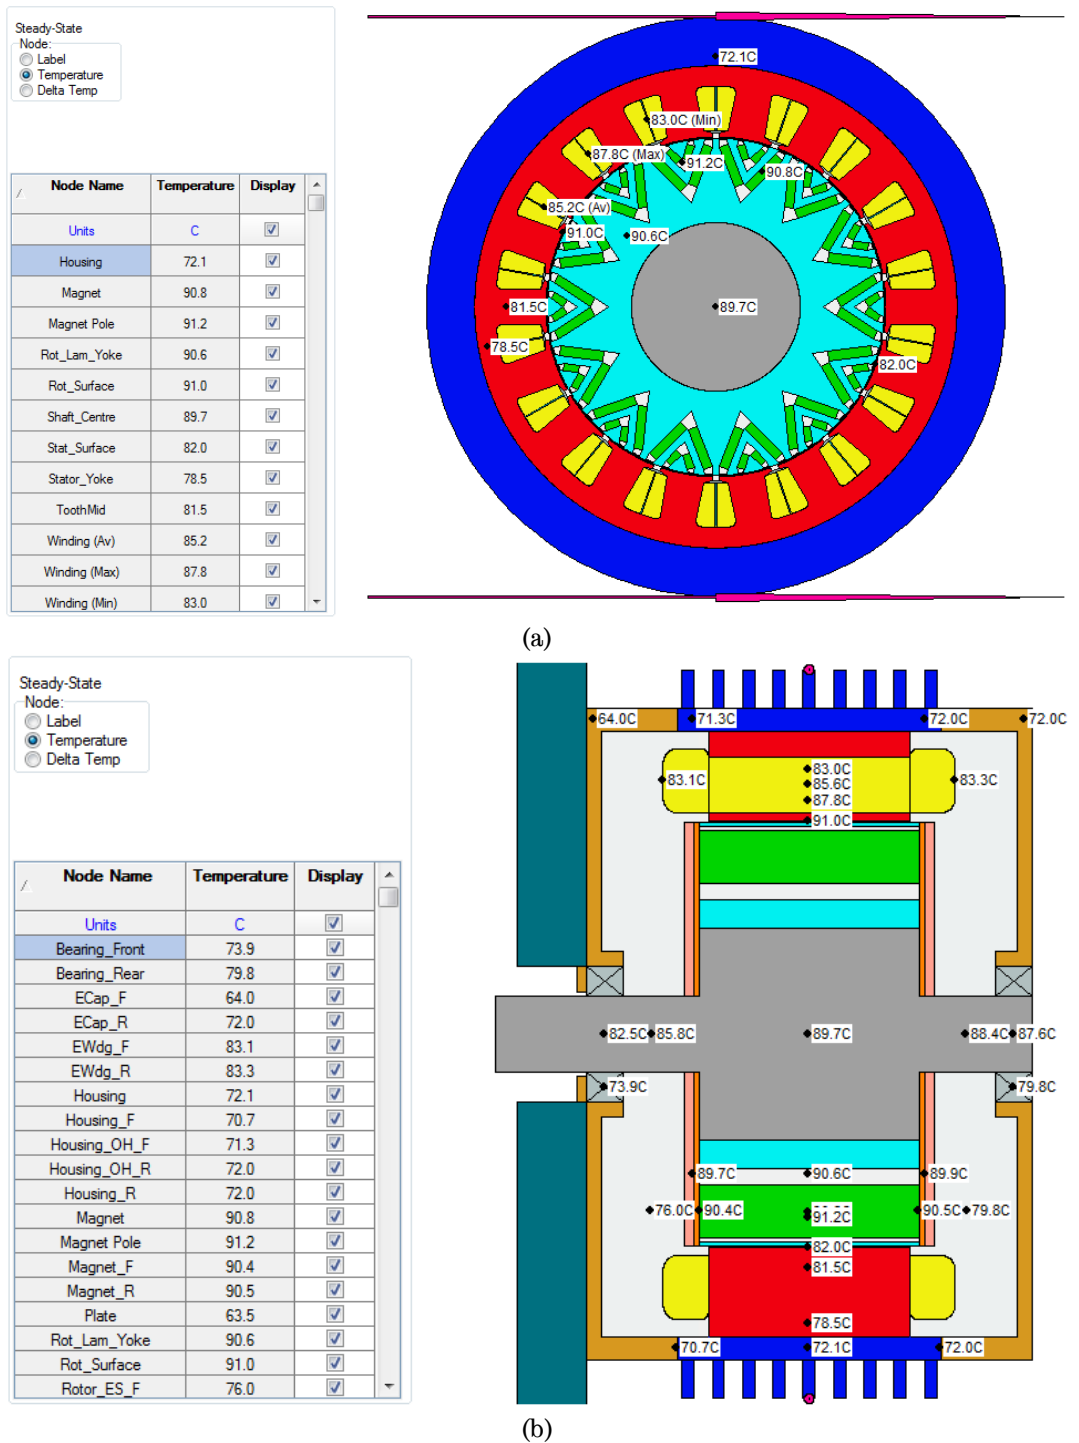 Steady-State
Node:
Label
Temperature
Delta Temp
Node Name Temperature Display
Units C
Housing 72.1
Magnet 90.8
Magnet Pole 91.2
Rot_Lam_Yoke 90.6
Rot_Surface 91.0
Shaft_Centre 89.7
Stat_Surface 82.0
Stator_Yoke 78.5
ToothMid 81.5
Winding (Av) 85.2
Winding (Max) 87.8
Winding (Min) 83.0
72.1C
83.0C (Min)
87.8C (Max)
91.2C
90.8C
85.2C (Av)
91.0C
90.6C
81.5C
89.7C
78.5C
82.0C
(a)
Steady-State
Node:
Label
Temperature
Delta Temp
Node Name Temperature Display
Units C
Bearing_Front 73.9
Bearing_Rear 79.8
ECap_F 64.0
ECap_R 72.0
EWdg_F 83.1
EWdg_R 83.3
Housing 72.1
Housing_F 70.7
Housing_OH_F 71.3
Housing_OH_R 72.0
Housing_R 72.0
Magnet 90.8
Magnet Pole 91.2
Magnet_F 90.4
Magnet_R 90.5
Plate 63.5
Rot_Lam_Yoke 90.6
Rot_Surface 91.0
Rotor_ES_F 76.0
64.0C 71.3C 72.0C 72.0C
83.0C
83.1C 85.6C 83.3C
87.8C
91.0C
82.5C 85.8C 89.7C 88.4C 87.6C
73.9C 79.8C
89.7C 90.6C 89.9C
76.0C 90.4C 91.2C 90.5C 79.8C
82.0C
81.5C
78.5C
70.7C 72.1C 72.0C
(b)